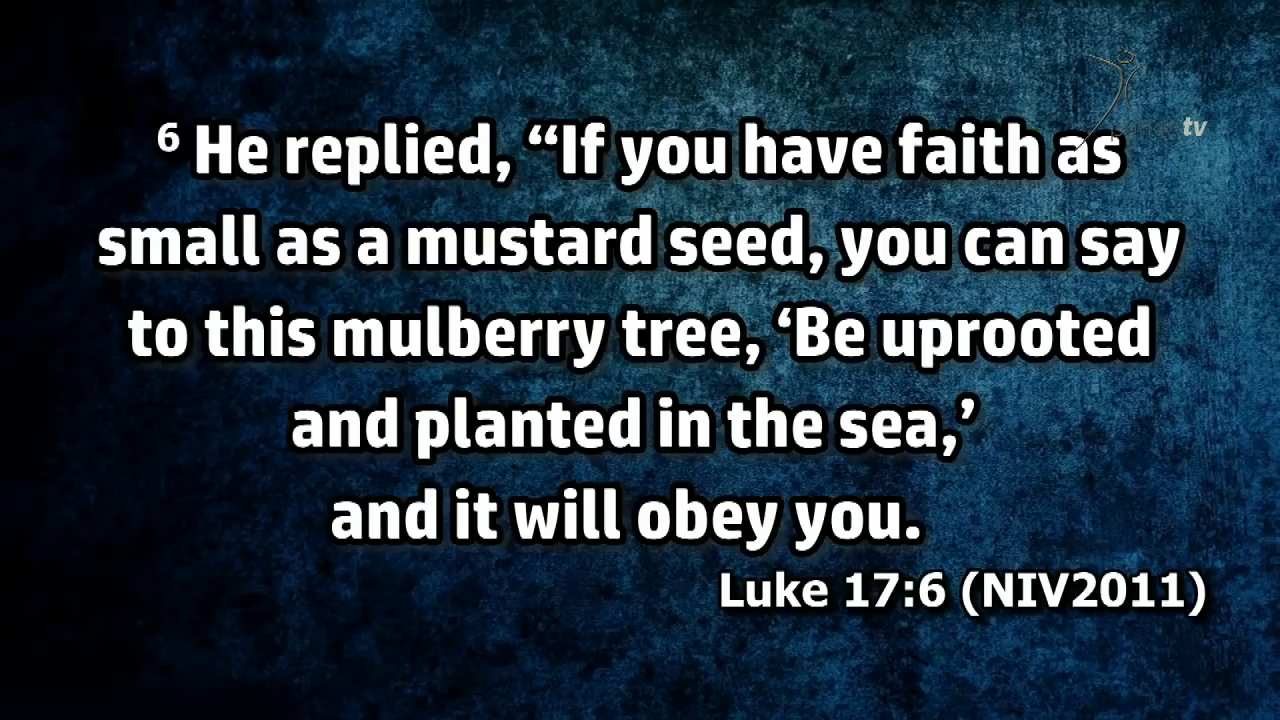 tv
6 He replied, “If you have faith as
small as a mustard seed, you can say
to this mulberry tree, ‘Be uprooted
and planted in the sea,’
and it will obey you.
Luke 17:6 (NIV2011)